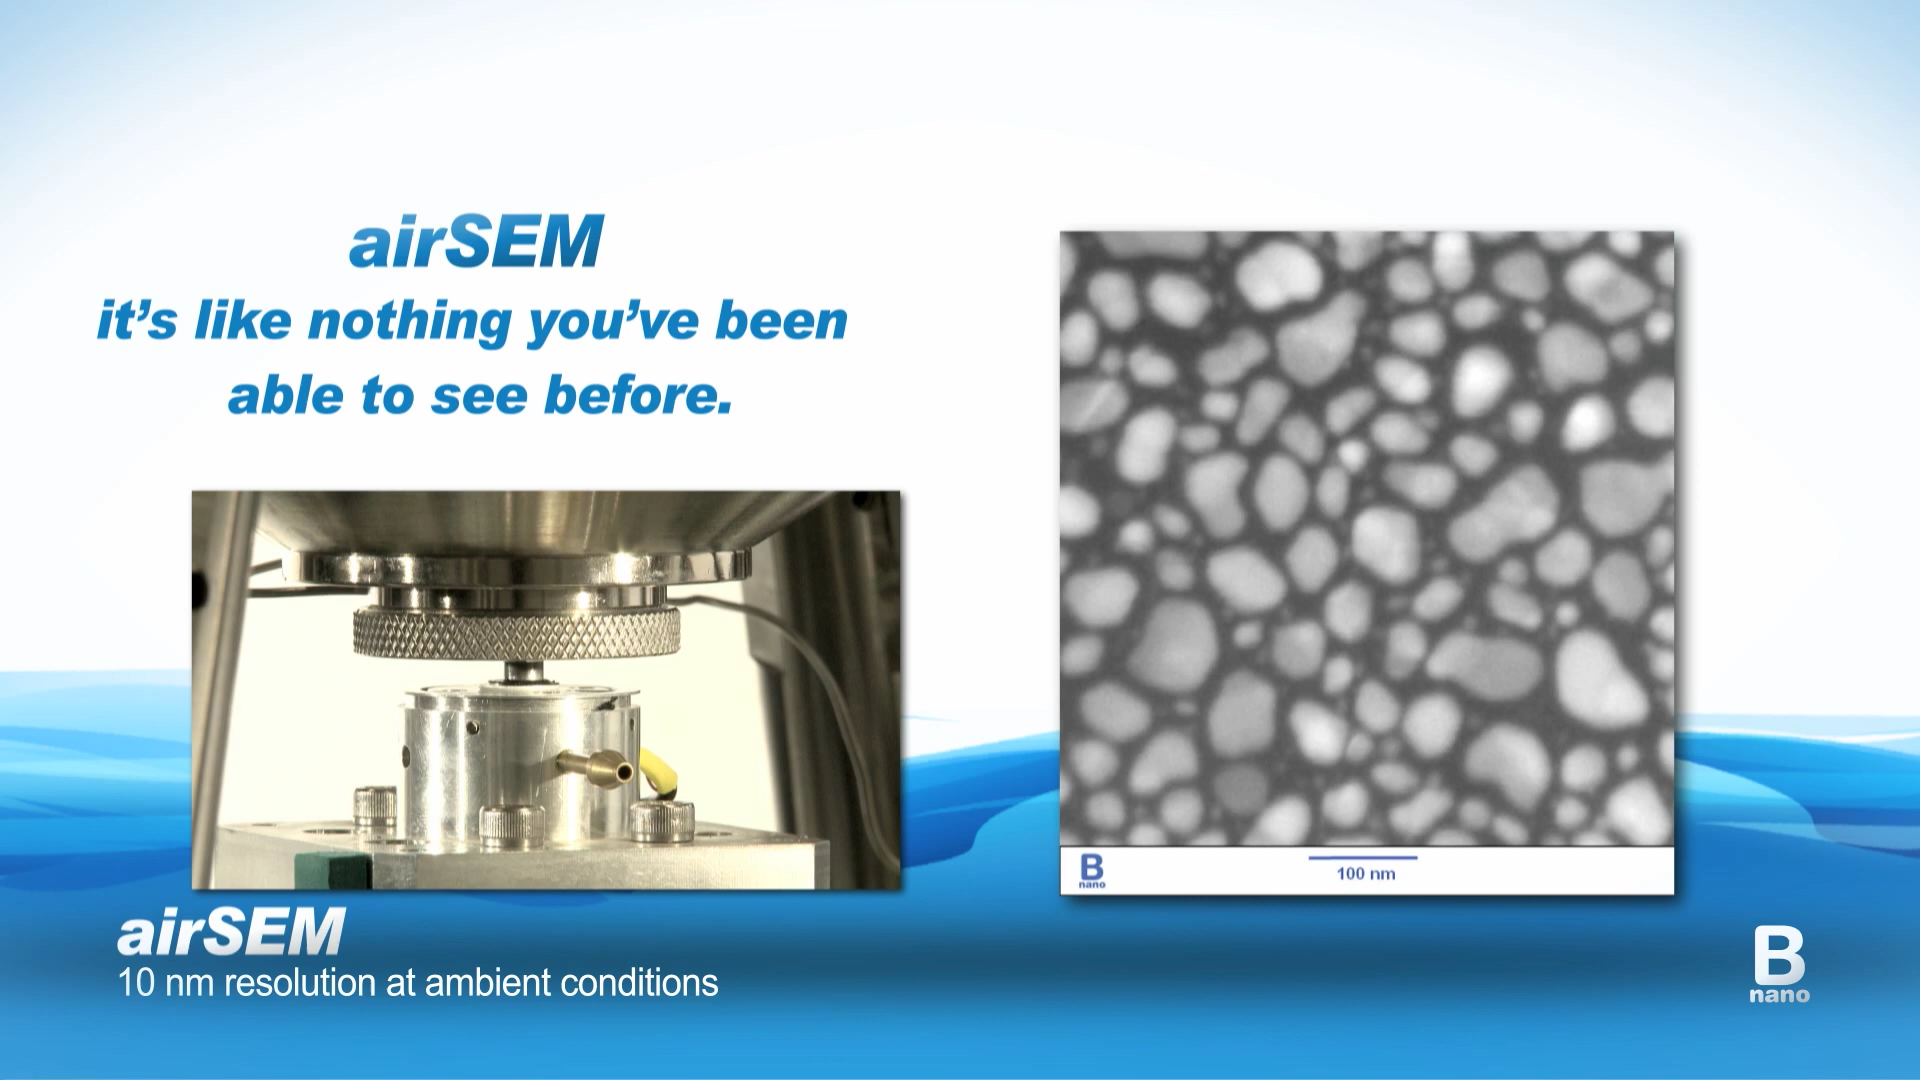 airSEM
it’s like nothing you’ve been
able to see before.
B
nano
100 nm
airSEM
10 nm resolution at ambient conditions
B
nano